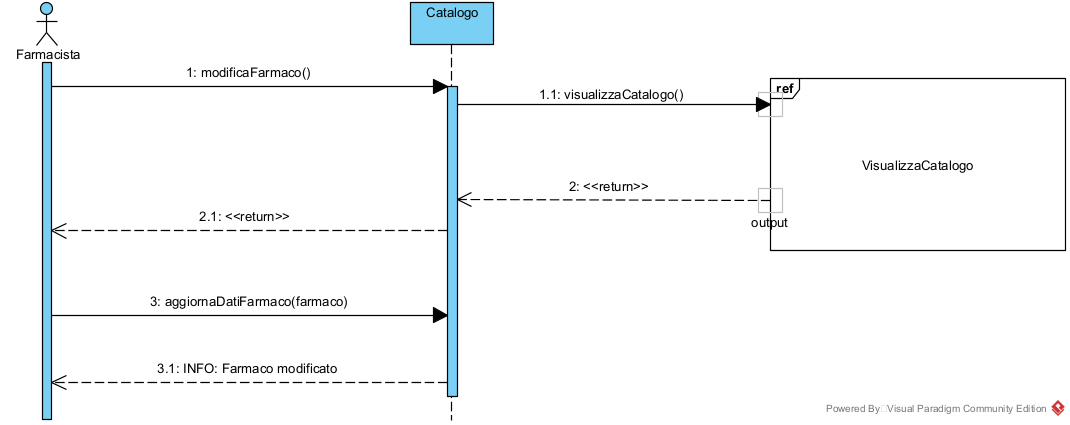 Catalogo
Farmacista
1: modificaFarmaco()
1.1: visualizzaCatalogo()
ref
VisualizzaCatalogo
2: <<return>>
2.1: <<return>>
output
3: aggiornaDatiFarmaco(farmaco)
3.1: INFO: Farmaco modificato
Powered By Visual Paradigm Community Edition